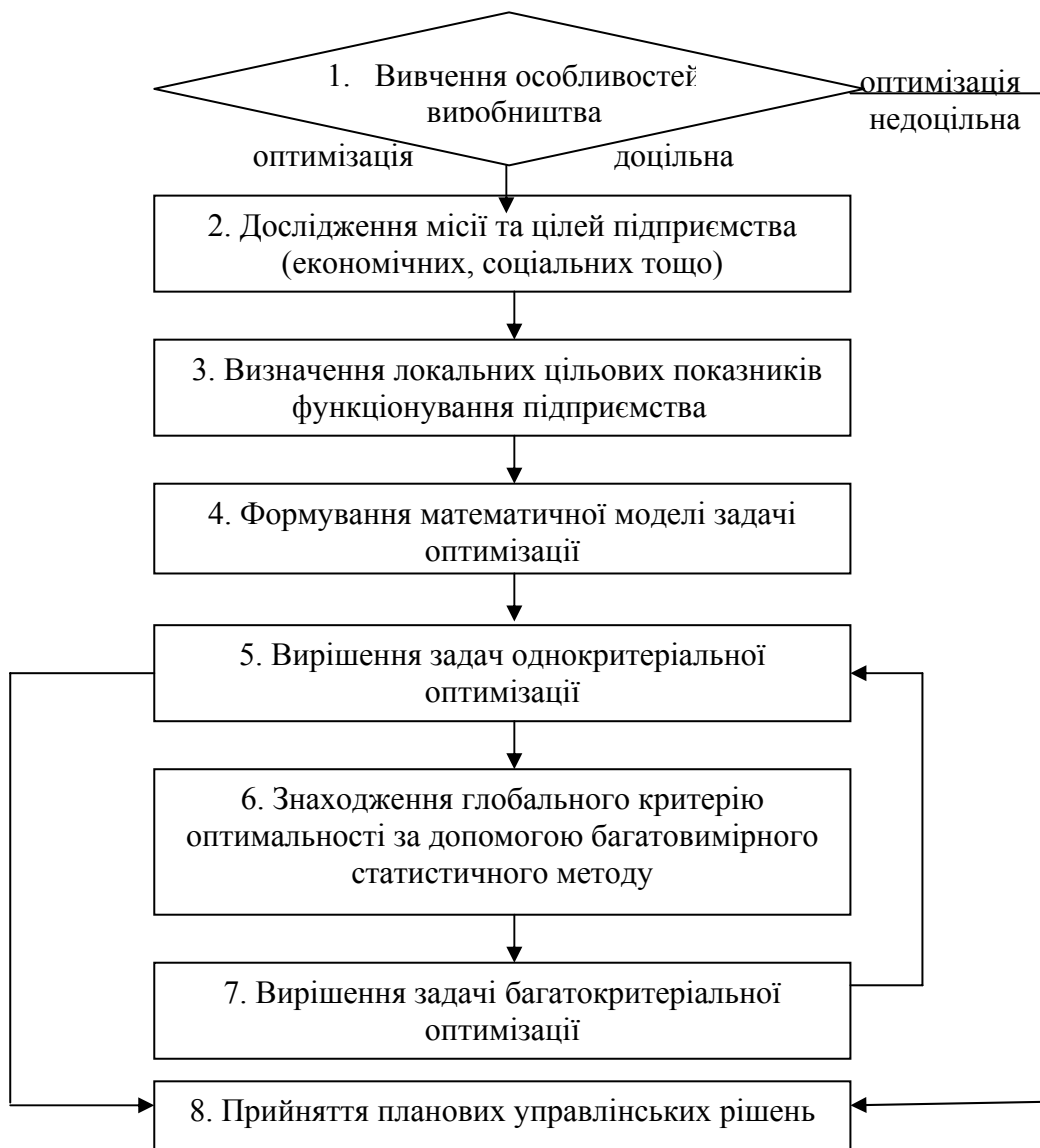 1. Вивчення особливостей
виробництва
оптимізація
недоцільна
оптимізація доцільна
2. Дослідження місії та цілей підприємства
(економічних, соціальних тощо)
3. Визначення локальних цільових показників
функціонування підприємства
4. Формування математичної моделі задачі
оптимізації
5. Вирішення задач однокритеріальної
оптимізації
6. Знаходження глобального критерію
оптимальності за допомогою багатовимірного
статистичного методу
7. Вирішення задачі багатокритеріальної
оптимізації
8. Прийняття планових управлінських рішень